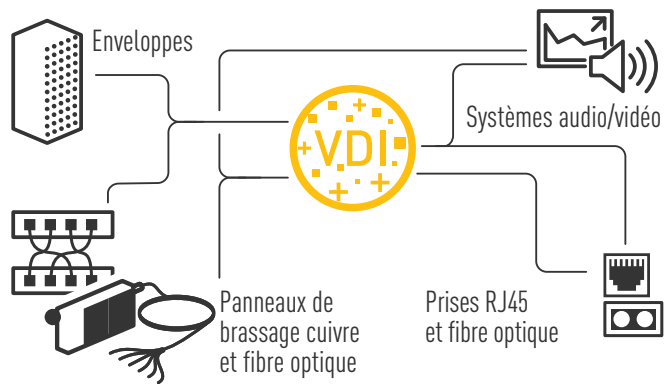 Enveloppes
VDI
Systèmes audio/vidéo
Panneaux de
brassage cuivre
et fibre optique
Prises RJ45
et fibre optique